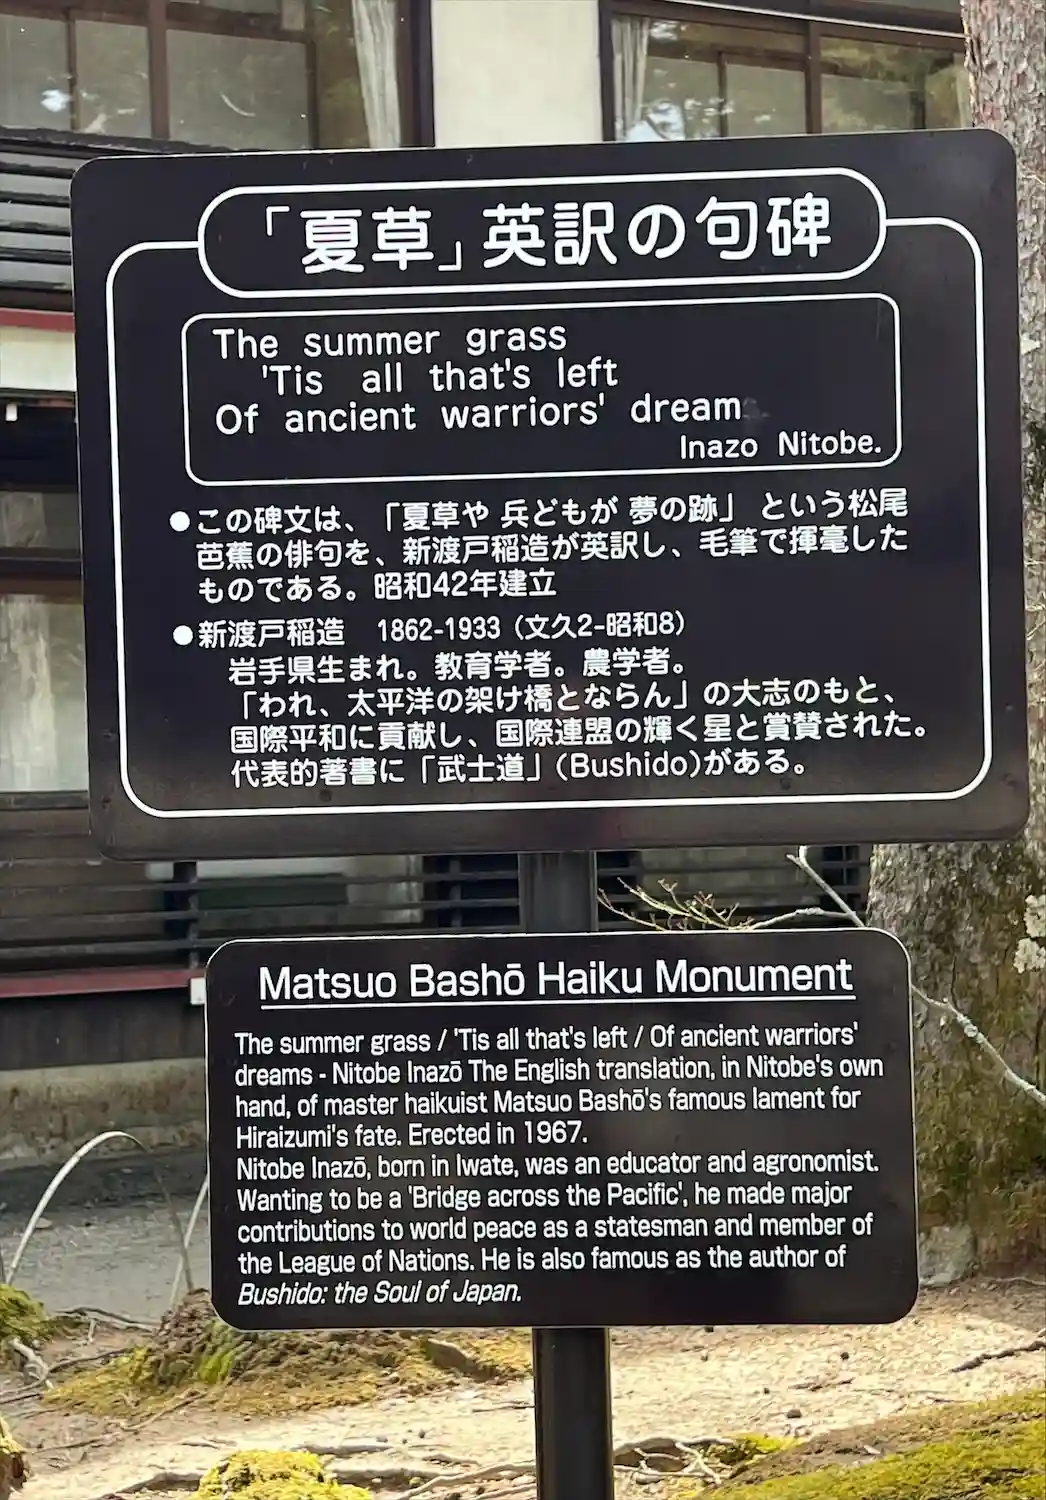 「夏草」英訳の句碑
The summer grass
'Tis all that's left
Of ancient warriors' dream
Inazo Nitobe.
●この碑文は、「夏草や 兵どもが 夢の跡」 という松尾
芭蕉の俳句を、新渡戸稲造が英訳し、毛筆で揮毫した
ものである。昭和42年建立
●新渡戸稲造 1862-1933（文久2-昭和8）
岩手県生まれ。教育学者。農学者。
「われ、太平洋の架け橋とならん」の大志のもと、
国際平和に貢献し、国際連盟の輝く星と賞賛された。
代表的著書に「武士道」(Bushido)がある。
Matsuo Bashō Haiku Monument
The summer grass / 'Tis all that's left / Of ancient warriors'
dreams - Nitobe Inazō The English translation, in Nitobe's own
hand, of master haikuist Matsuo Bashō's famous lament for
Hiraizumi's fate. Erected in 1967.
Nitobe Inazō, born in Iwate, was an educator and agronomist.
Wanting to be a 'Bridge across the Pacific', he made major
contributions to world peace as a statesman and member of
the League of Nations. He is also famous as the author of
Bushido: the Soul of Japan.